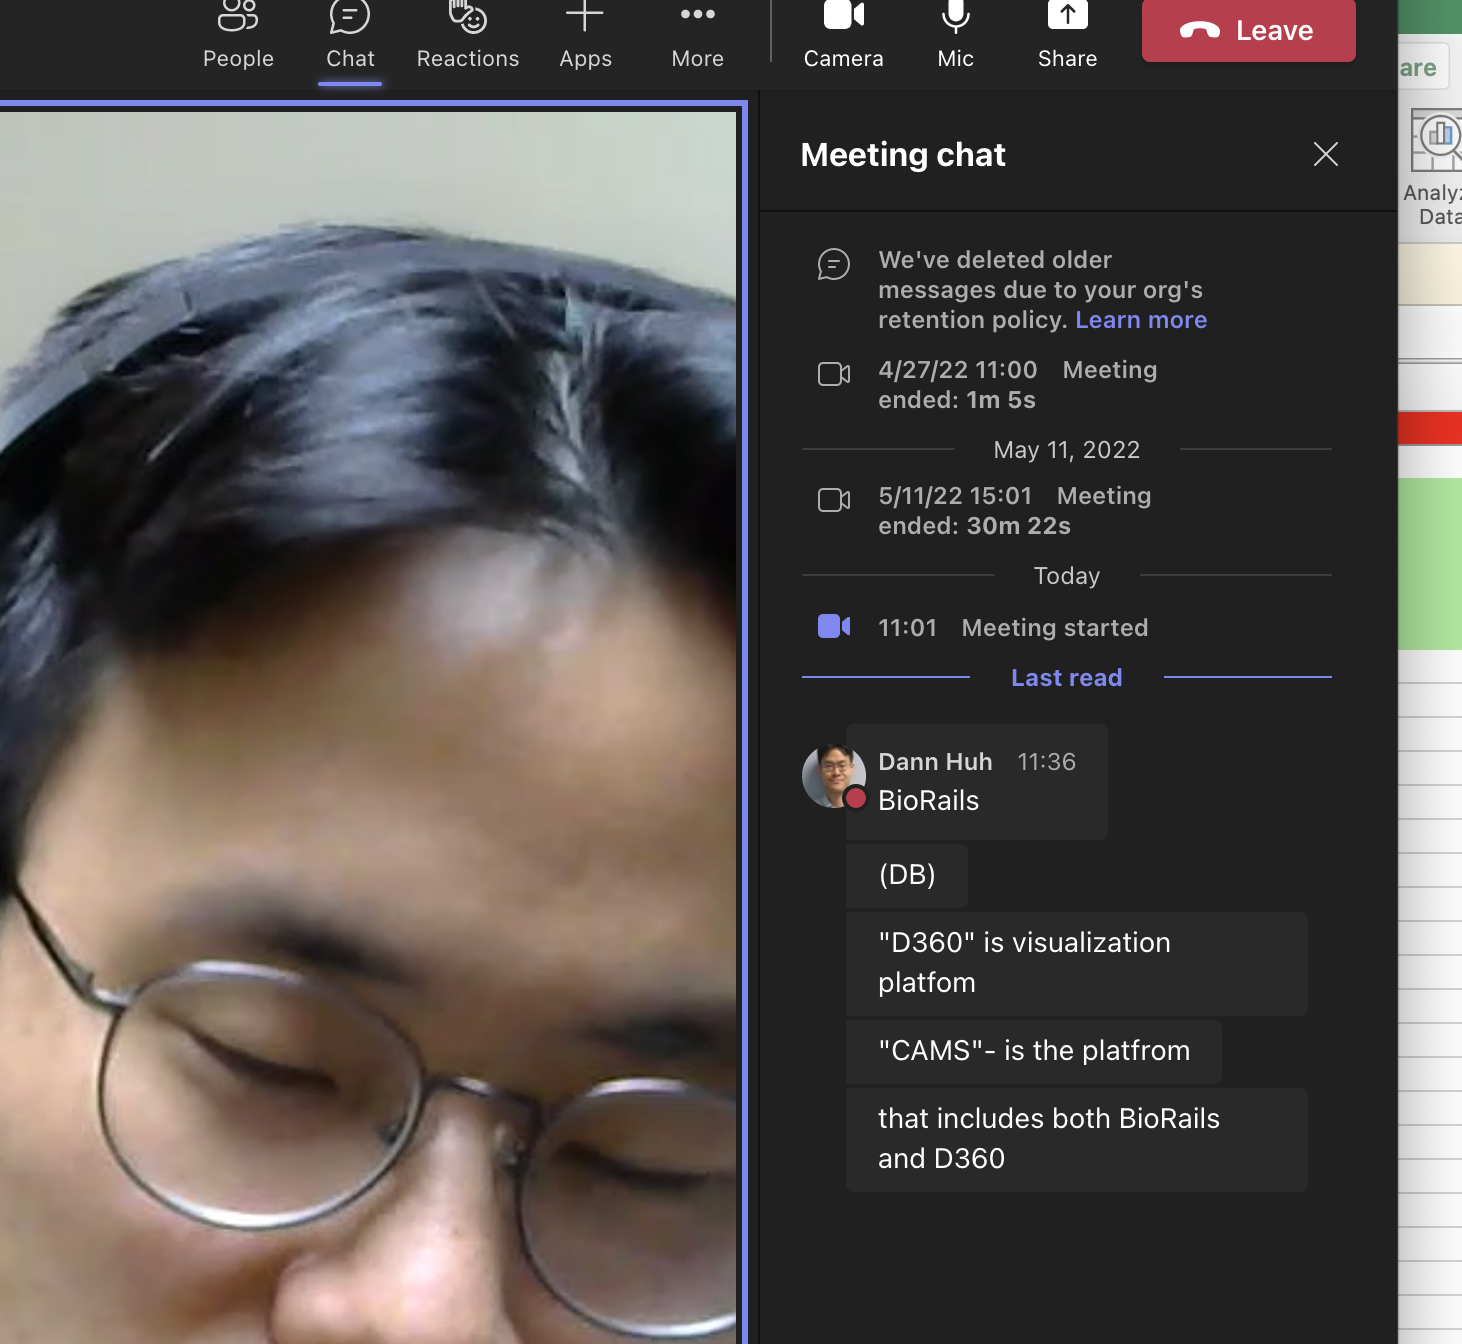 People
Chat
Reactions
Apps
More
Camera
Mic
Share
Leave
Meeting chat
We've deleted older
messages due to your org's
retention policy. Learn more
4/27/22 11:00 Meeting
ended: 1m 5s
May 11, 2022
5/11/22 15:01 Meeting
ended: 30m 22s
Today
11:01 Meeting started
Last read
Dann Huh 11:36
BioRails
(DB)
"D360" is visualization
platfom
"CAMS"- is the platfrom
that includes both BioRails
and D360
are
Analyz
Data